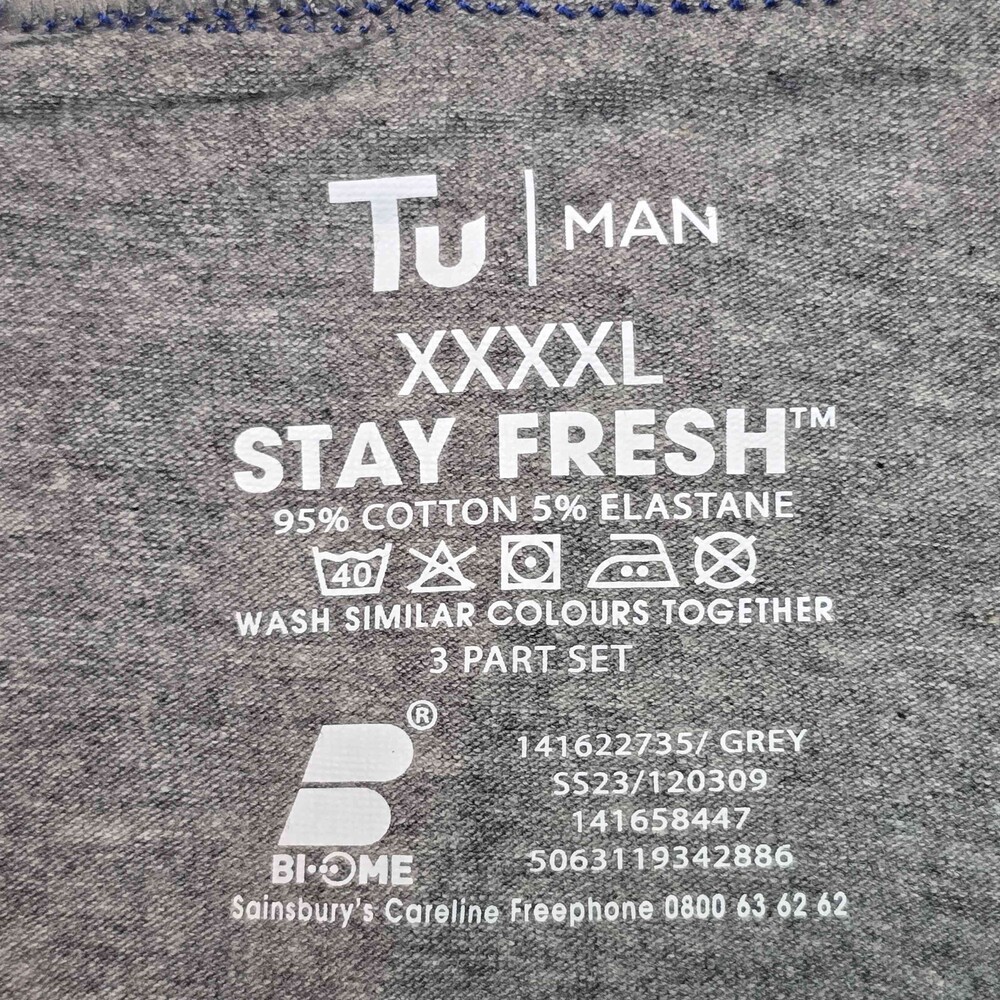 Tu | MAN
XXXXL
STAY FRESH™
95% COTTON 5% ELASTANE
40
WASH SIMILAR COLOURS TOGETHER
3 PART SET
B®
BI•OME
141622735/ GREY
SS23/120309
141658447
5063119342886
Sainsbury's Careline Freephone 0800 63 62 62